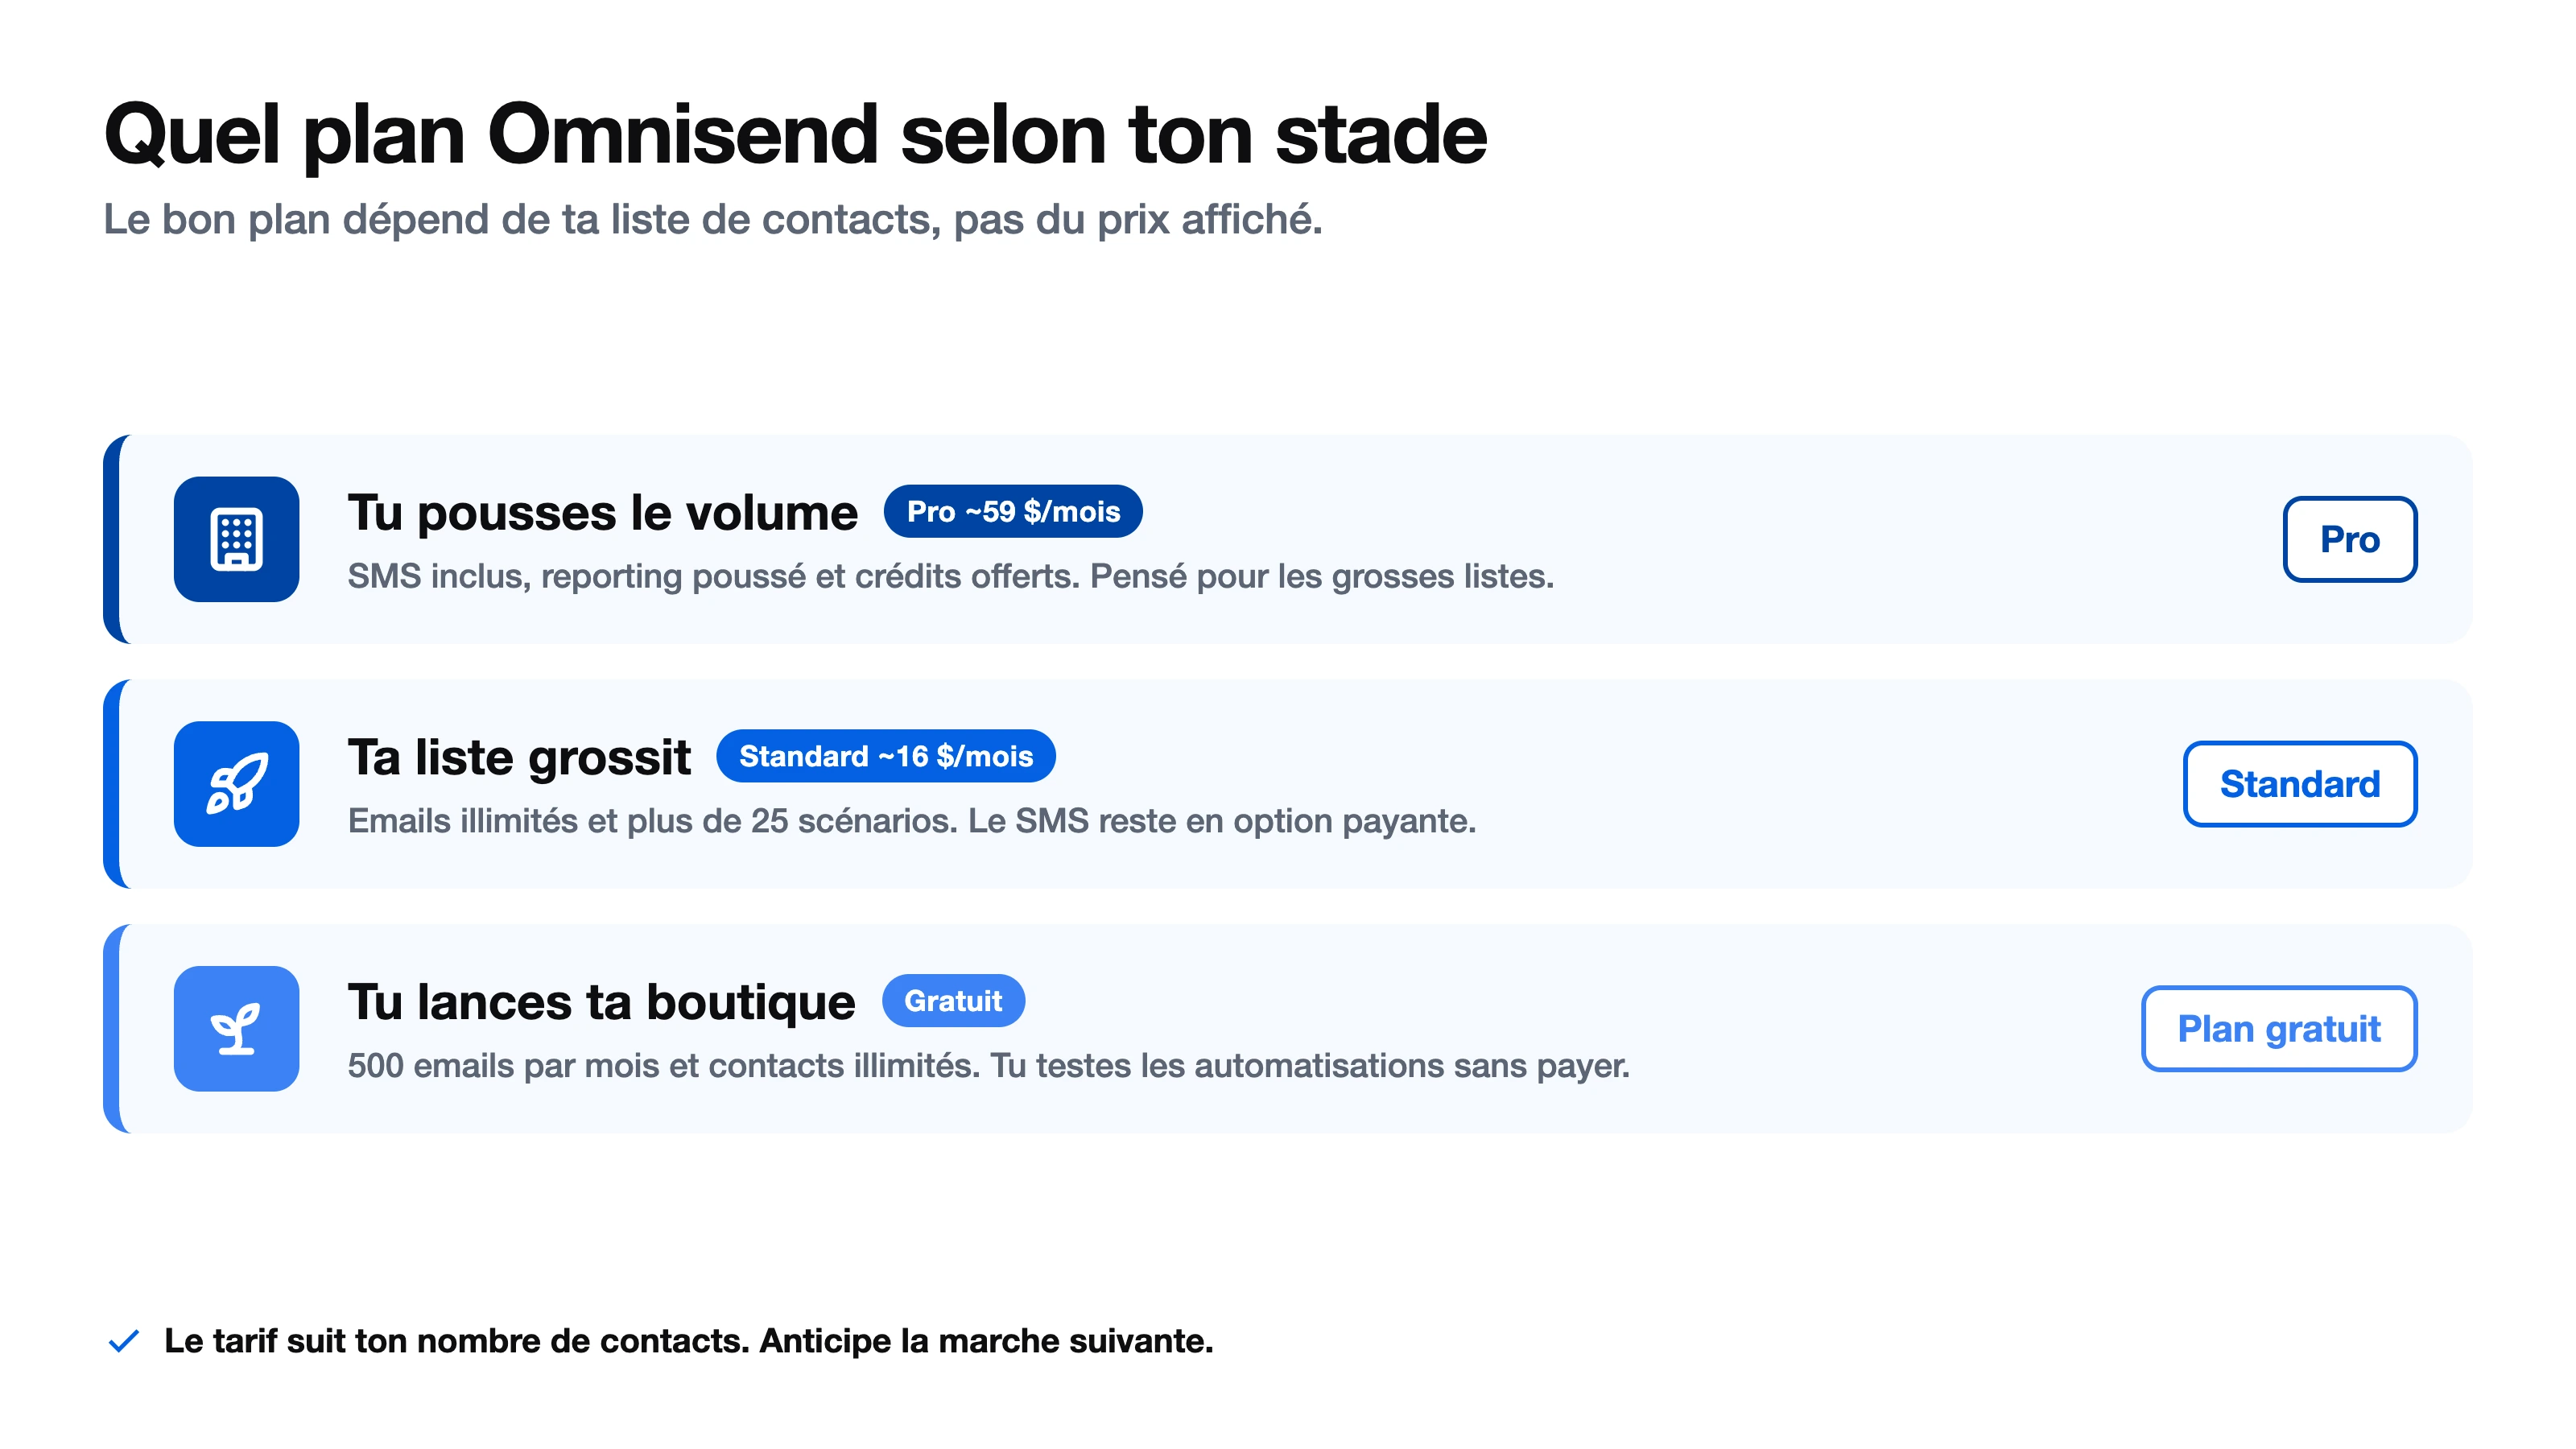 Quel plan Omnisend selon ton stade
Le bon plan dépend de ta liste de contacts, pas du prix affiché.
Tu pousses le volume
Pro ~59 $/mois
SMS inclus, reporting poussé et crédits offerts. Pensé pour les grosses listes.
Pro
Ta liste grossit
Standard ~16 $/mois
Emails illimités et plus de 25 scénarios. Le SMS reste en option payante.
Standard
Tu lances ta boutique
Gratuit
500 emails par mois et contacts illimités. Tu testes les automatisations sans payer.
Plan gratuit
Le tarif suit ton nombre de contacts. Anticipe la marche suivante.